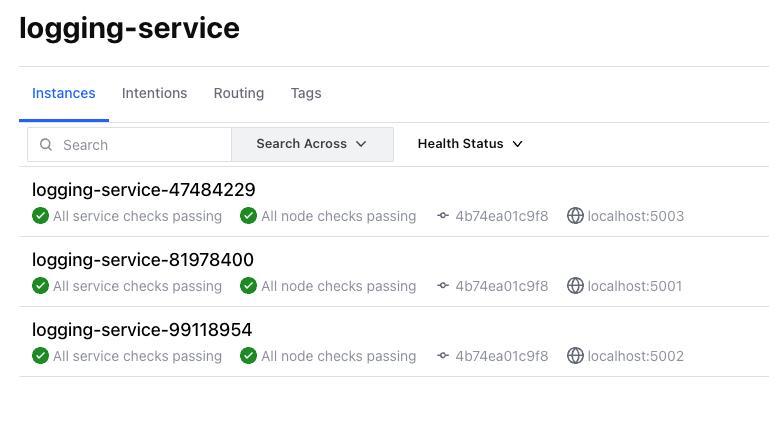 logging-service
Instances Intentions Routing Tags
Search Search Across Health Status
logging-service-47484229
All service checks passing All node checks passing 4b74ea01c9f8 localhost:5003
logging-service-81978400
All service checks passing All node checks passing 4b74ea01c9f8 localhost:5001
logging-service-99118954
All service checks passing All node checks passing 4b74ea01c9f8 localhost:5002